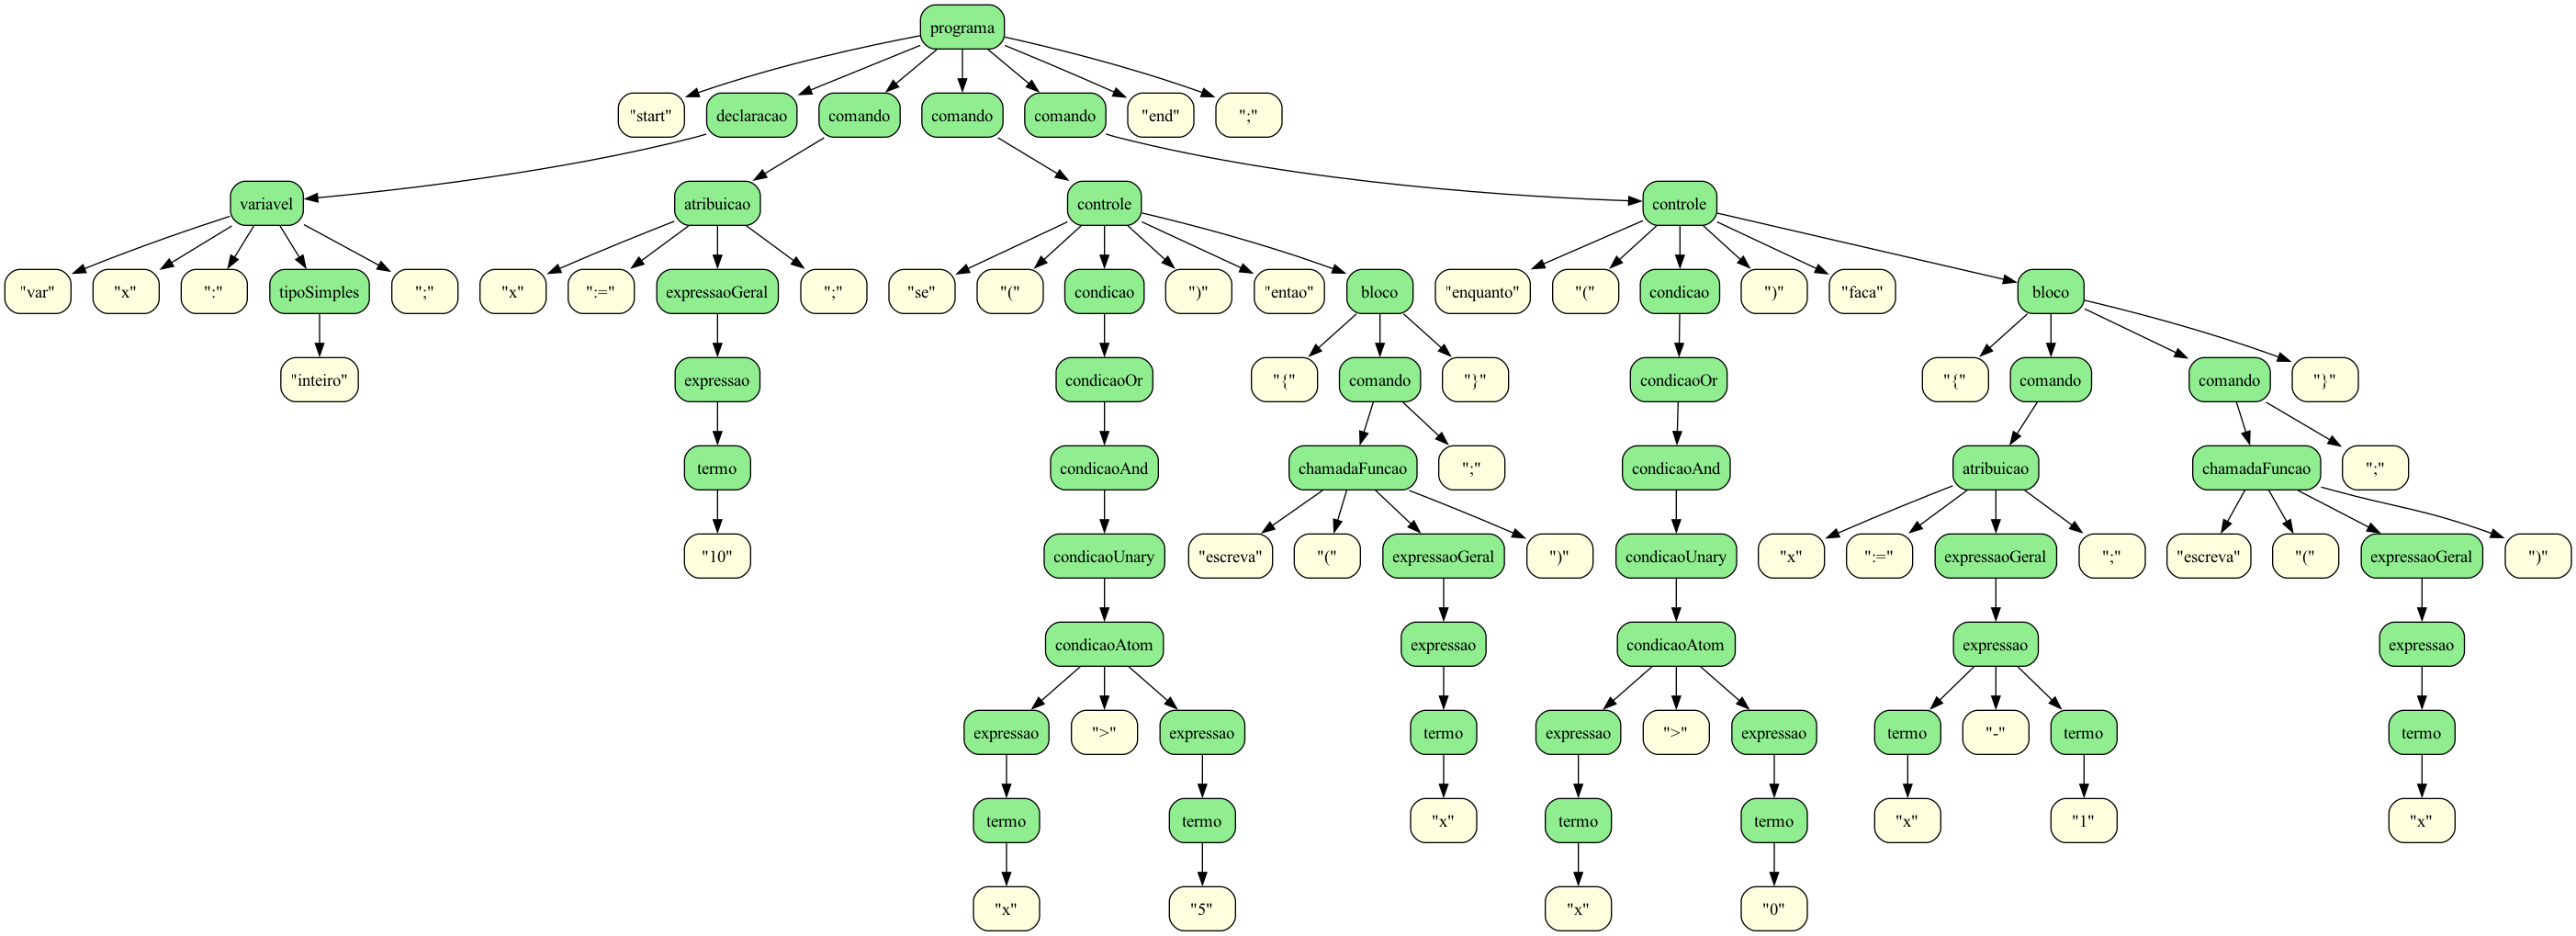 programa
"start" declaracao comando comando comando "end" ";"
variavel atribuicao controle controle
"var" "x" ":" tipoSimples ";" "x" ":=" expressaoGeral ";" "se" "(" condicao ")" "entao" bloco "enquanto" "(" condicao ")" "faca" bloco
"inteiro" expressao condicaoOr "{" comando "}" condicaoOr "{" comando comando "}"
termo condicaoAnd chamadaFuncao ";" condicaoAnd atribuicao chamadaFuncao ";"
"10" condicaoUnary "escreva" "(" expressaoGeral ")" condicaoUnary "x" ":=" expressaoGeral ";" "escreva" "(" expressaoGeral ")"
condicaoAtom expressao condicaoAtom expressao expressao
expressao ">" expressao termo expressao ">" expressao termo "-" termo termo
termo termo "x" termo termo "x" "1" "x"
"x" "5" "x" "0"